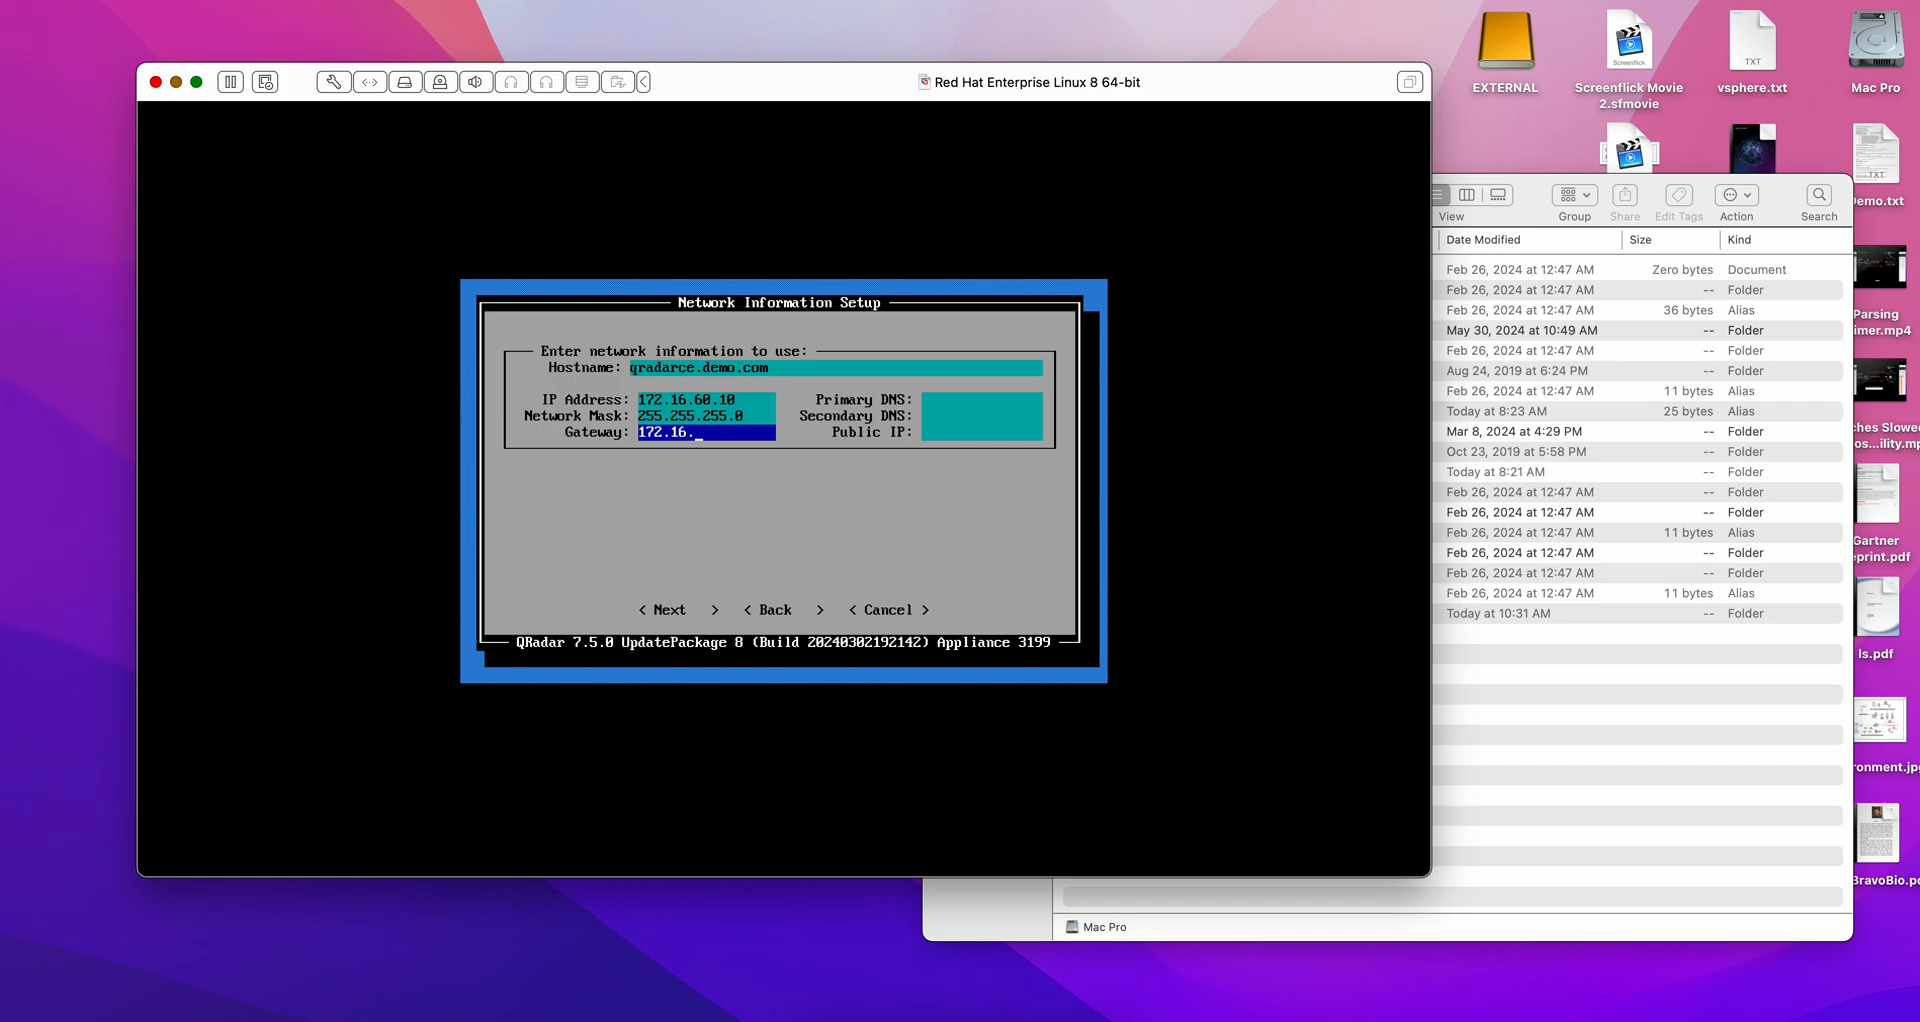 Red Hat Enterprise Linux 8 64-bit
EXTERNAL
Screenflick Movie
2.sfmovie
vsphere.txt
Mac Pro
Screenflick
TXT
TXT
Demo.txt
View
Group
Share
Edit Tags
Action
Search
Date Modified Size Kind
Feb 26, 2024 at 12:47 AM Zero bytes Document
Feb 26, 2024 at 12:47 AM -- Folder
Feb 26, 2024 at 12:47 AM 36 bytes Alias
May 30, 2024 at 10:49 AM -- Folder
Feb 26, 2024 at 12:47 AM -- Folder
Aug 24, 2019 at 6:24 PM -- Folder
Feb 26, 2024 at 12:47 AM 11 bytes Alias
Today at 8:23 AM 25 bytes Alias
Mar 8, 2024 at 4:29 PM -- Folder
Oct 23, 2019 at 5:58 PM -- Folder
Today at 8:21 AM -- Folder
Feb 26, 2024 at 12:47 AM -- Folder
Feb 26, 2024 at 12:47 AM -- Folder
Feb 26, 2024 at 12:47 AM 11 bytes Alias
Feb 26, 2024 at 12:47 AM -- Folder
Feb 26, 2024 at 12:47 AM -- Folder
Feb 26, 2024 at 12:47 AM 11 bytes Alias
Today at 10:31 AM -- Folder
Mac Pro
Network Information Setup
Enter network information to use:
Hostname: qradarce.demo.com
IP Address: 172.16.60.10 Primary DNS:
Network Mask: 255.255.255.0 Secondary DNS:
Gateway: 172.16._ Public IP:
< Next > < Back > < Cancel >
QRadar 7.5.0 UpdatePackage 8 (Build 20240302192142) Appliance 3199
Parsing
imer.mp4
ches Slowed
os...ility.mp
Gartner
eprint.pdf
ls.pdf
ronment.jpg
BravoBio.pd